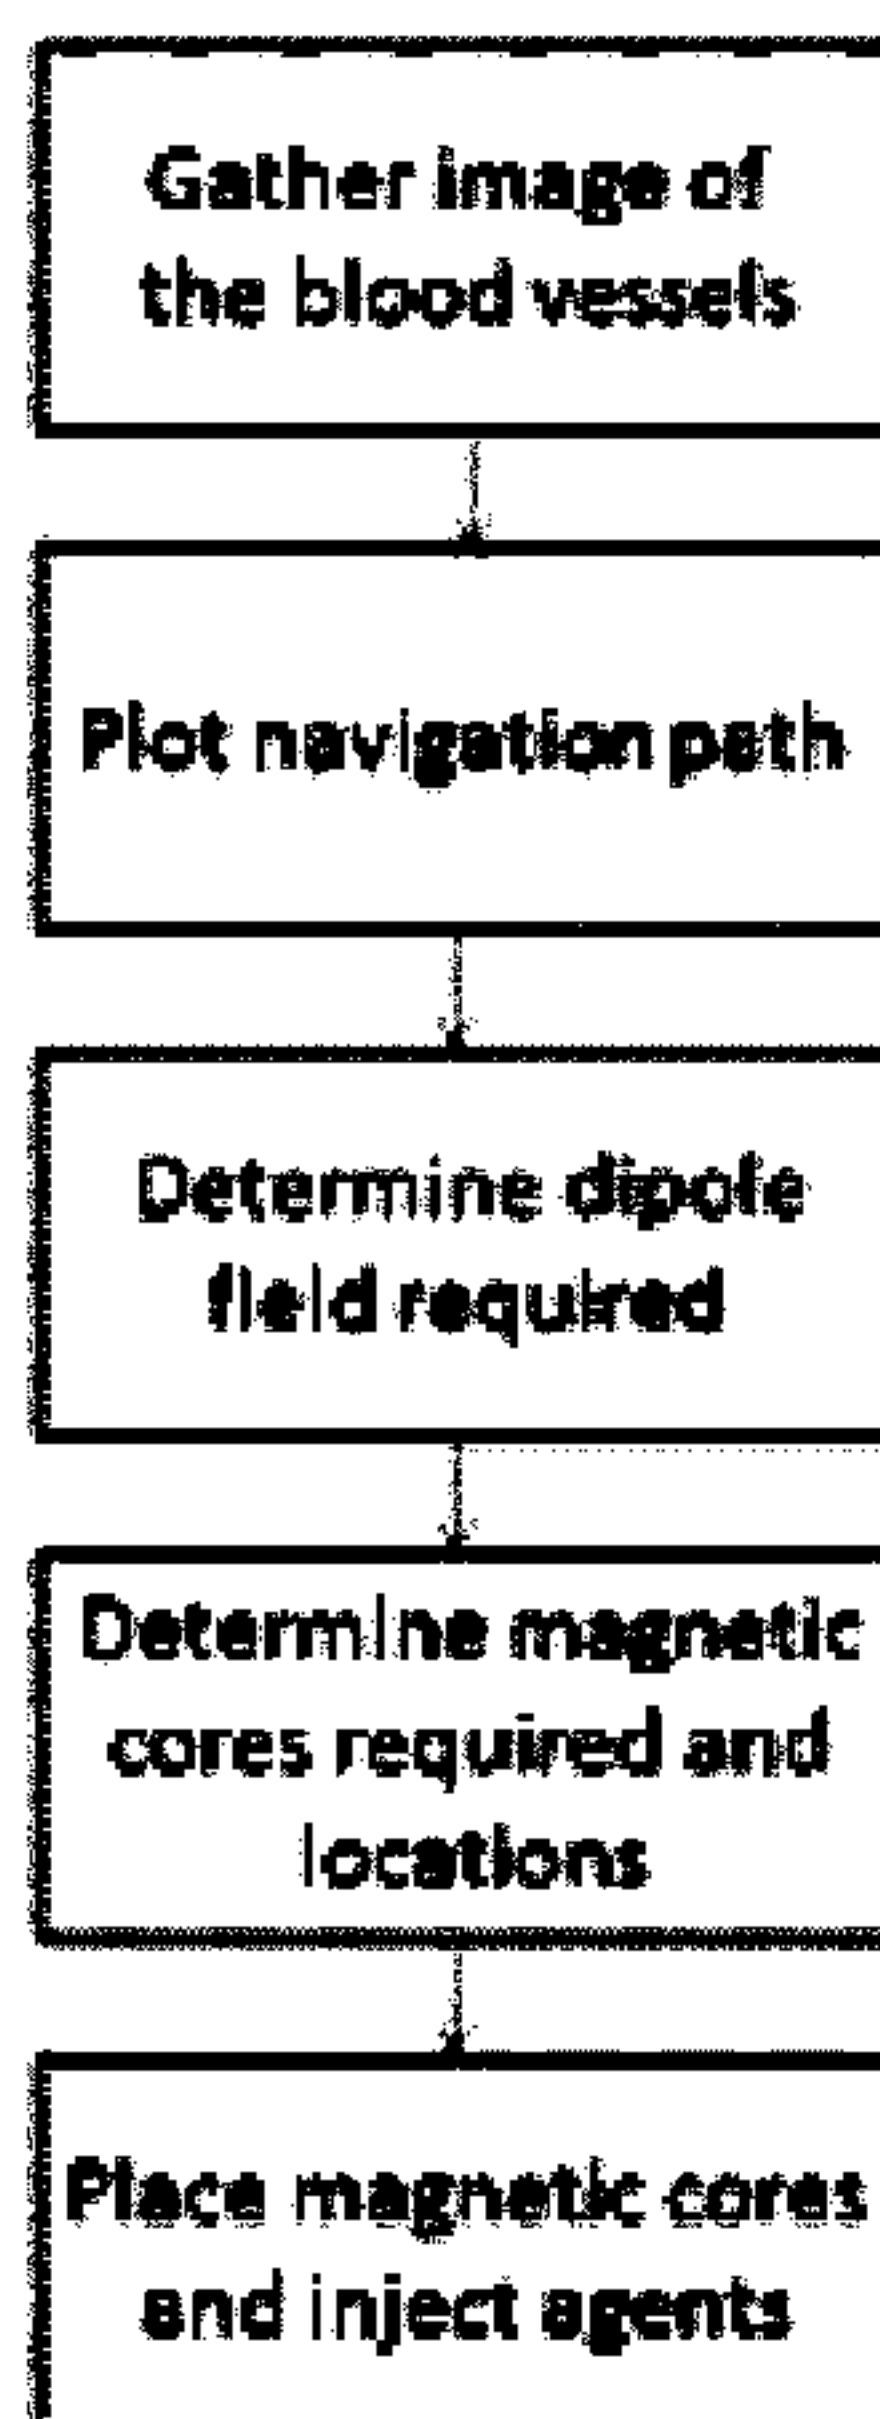 Gather image of
the blood vessels
Plot navigation path
Determine dipole
field required
Determine magnetic
cores required and
locations
Place magnetic cores
and inject agents